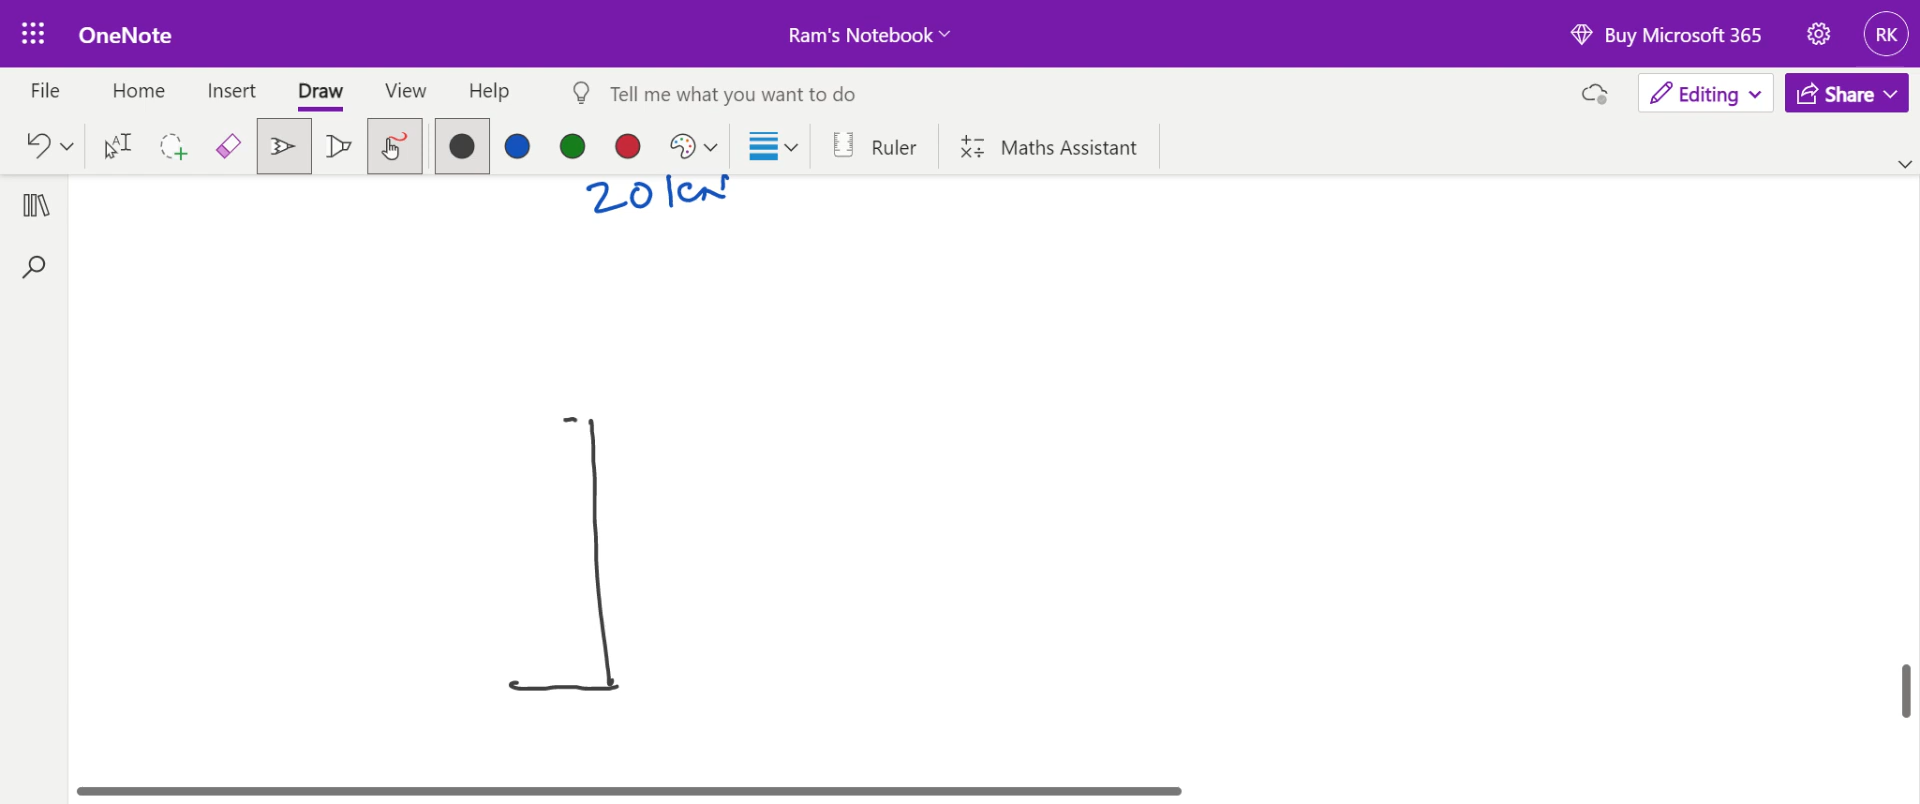 OneNote
Ram's Notebook
Buy Microsoft 365
RK
File Home Insert Draw View Help
Tell me what you want to do
Editing
Share
Ruler
Maths Assistant
20 kN